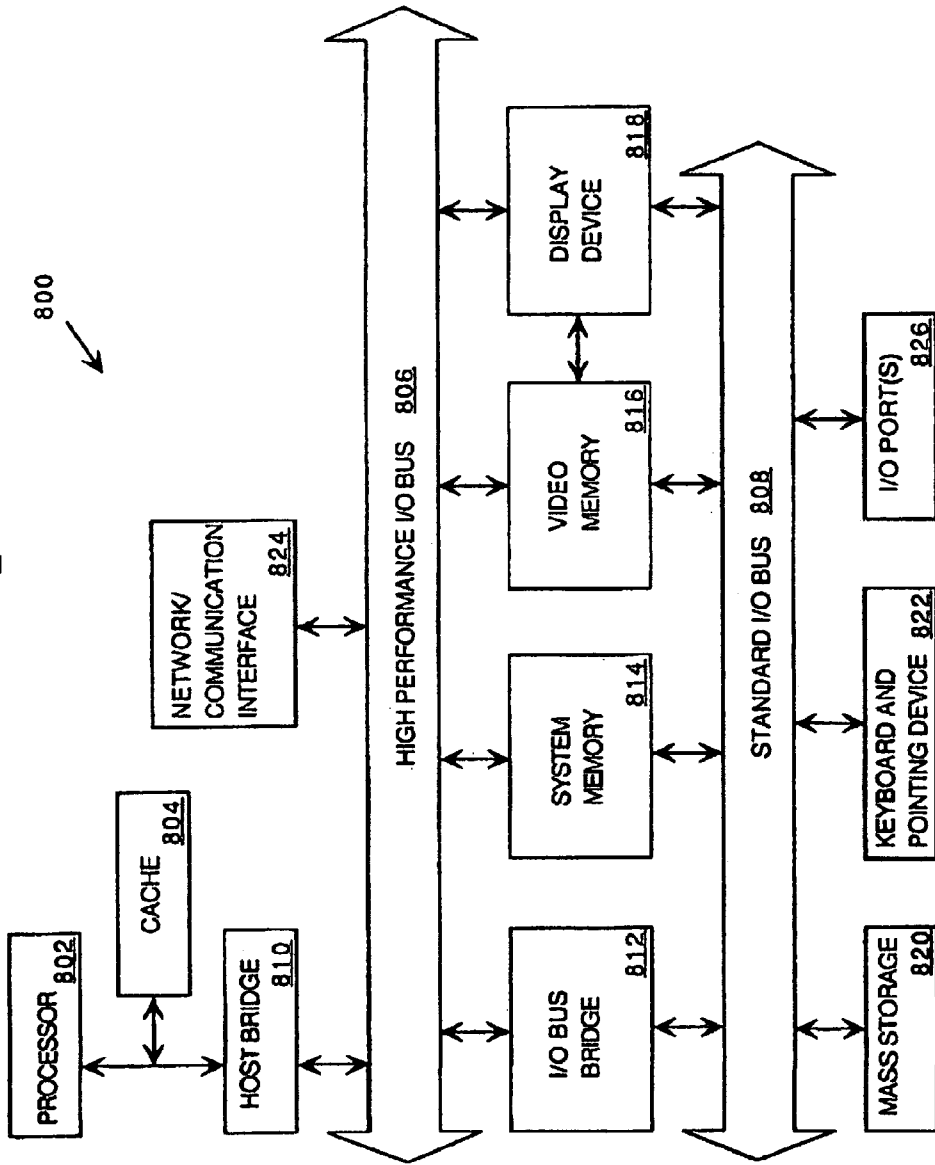 800
PROCESSOR
802
CACHE
804
HOST BRIDGE
810
NETWORK/
COMMUNICATION
INTERFACE
824
HIGH PERFORMANCE I/O BUS 806
I/O BUS
BRIDGE
812
SYSTEM
MEMORY
814
VIDEO
MEMORY
816
DISPLAY
DEVICE
818
STANDARD I/O BUS 808
MASS STORAGE
820
KEYBOARD AND
POINTING DEVICE
822
I/O PORT(S)
826